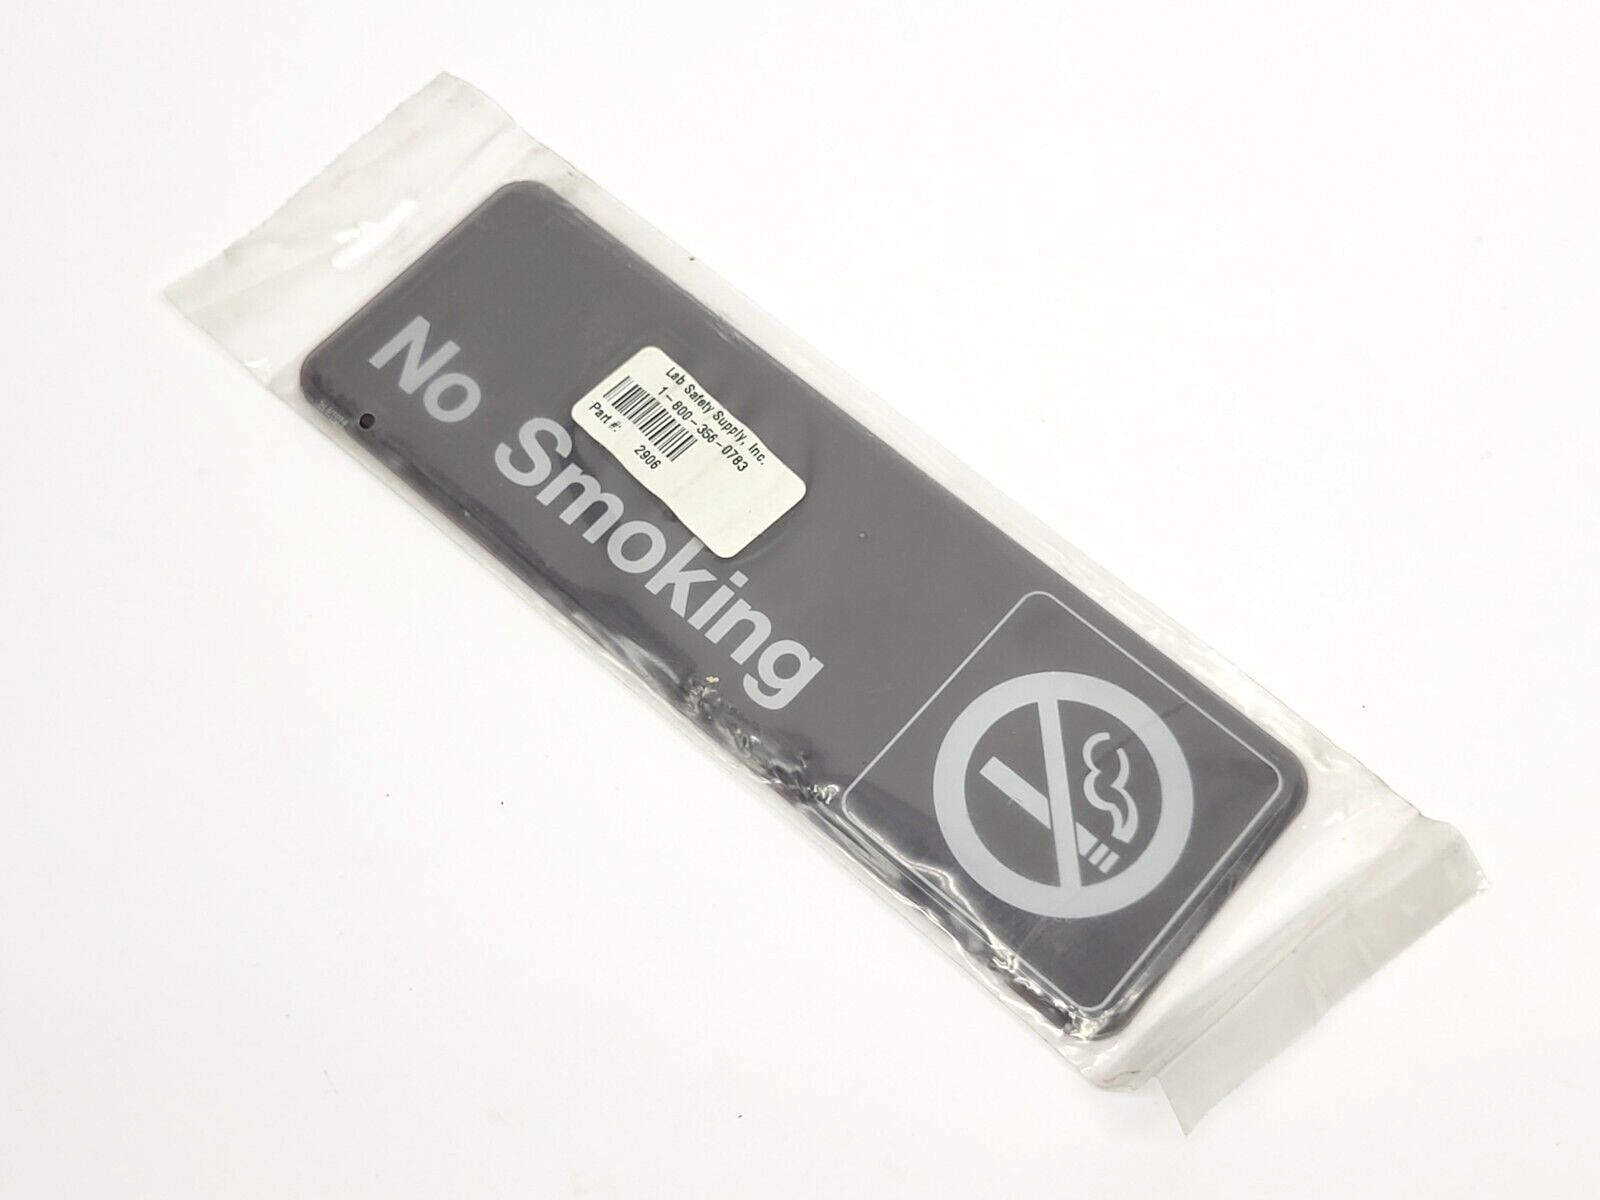 No Smoking
Lab Safety Supply, Inc.
1-800-356-0783
Part #: 2906